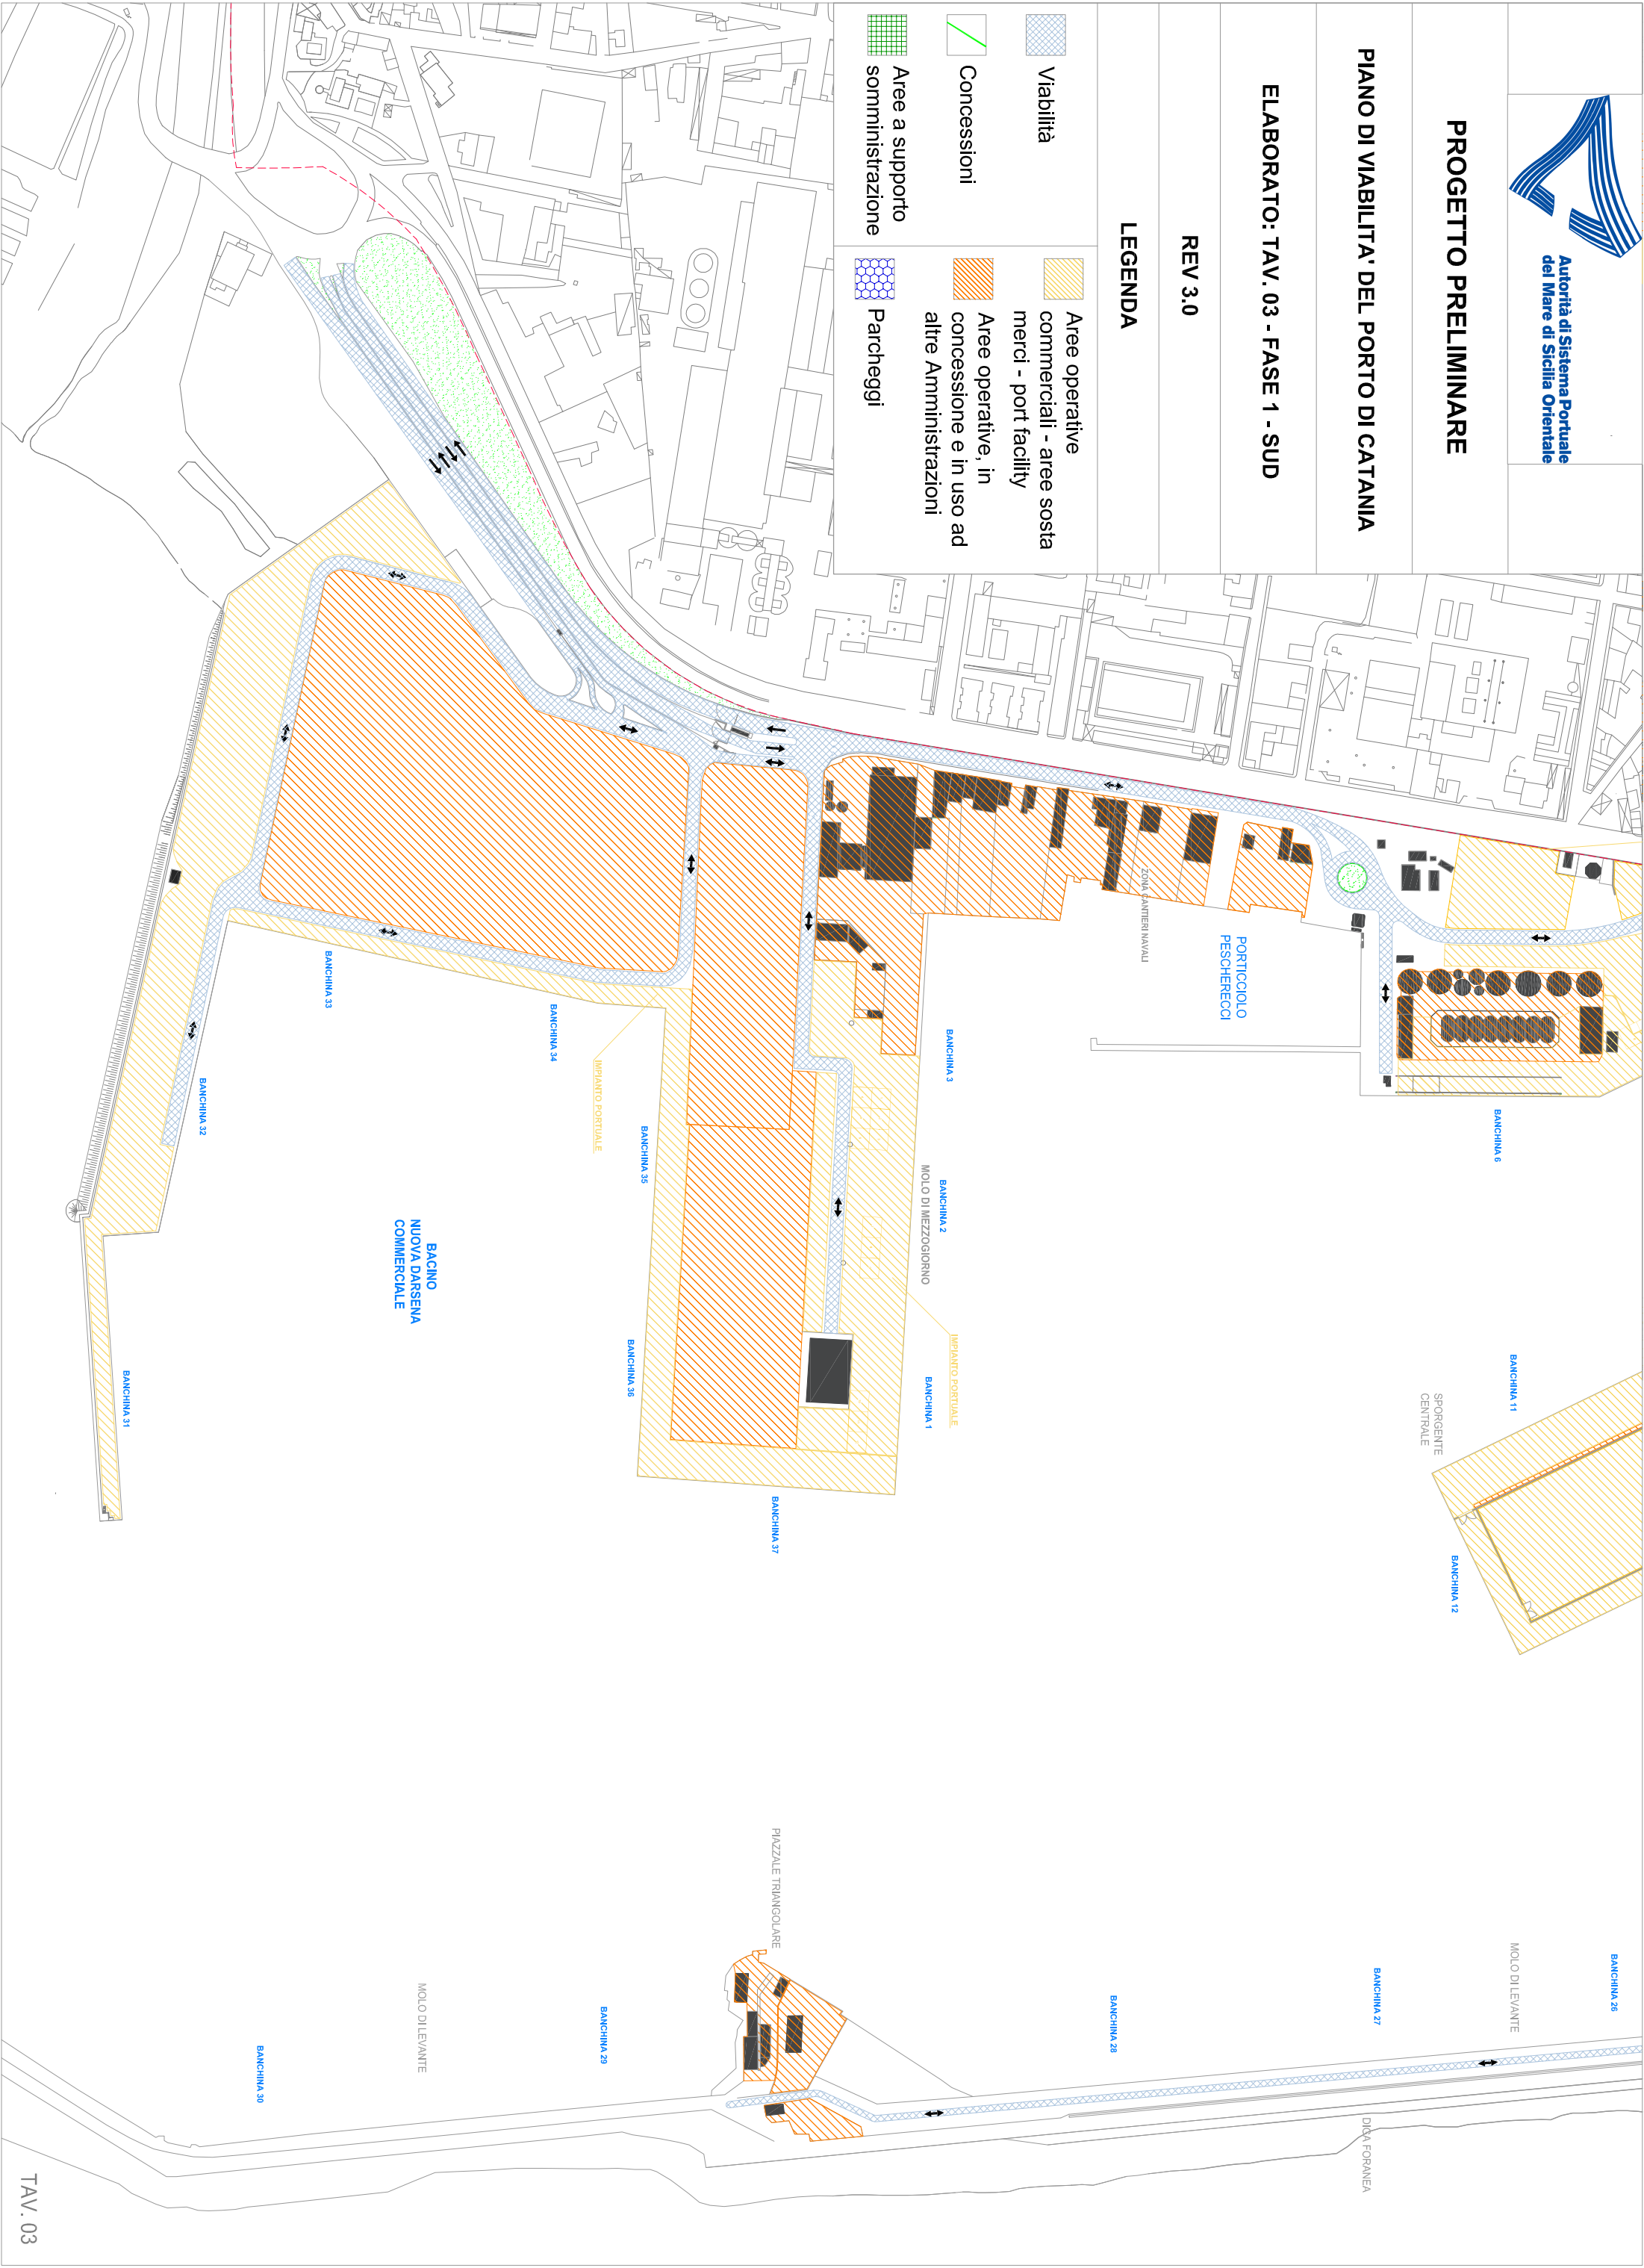 Autorità di Sistema Portuale
del Mare di Sicilia Orientale
PROGETTO PRELIMINARE
PIANO DI VIABILITA' DEL PORTO DI CATANIA
ELABORATO: TAV. 03 - FASE 1 - SUD
REV 3.0
LEGENDA
Viabilità
Concessioni
Aree a supporto
somministrazione
Aree operative
commerciali - aree sosta
merci - port facility
Aree operative, in
concessione e in uso ad
altre Amministrazioni
Parcheggi
ZONA CANTIERI NAVALI
PORTICCIOLO
PESCHERECCI
BANCHINA 6
BANCHINA 3
BANCHINA 2
MOLO DI MEZZOGIORNO
IMPIANTO PORTUALE
BANCHINA 1
BANCHINA 11
SPORGENTE
CENTRALE
BANCHINA 12
BANCHINA 33
BANCHINA 34
IMPIANTO PORTUALE
BANCHINA 35
BANCHINA 32
BACINO
NUOVA DARSENA
COMMERCIALE
BANCHINA 36
BANCHINA 31
BANCHINA 37
PIAZZALE TRIANGOLARE
BANCHINA 26
MOLO DI LEVANTE
BANCHINA 27
BANCHINA 28
BANCHINA 29
MOLO DI LEVANTE
BANCHINA 30
DIGA FORANEA
TAV. 03